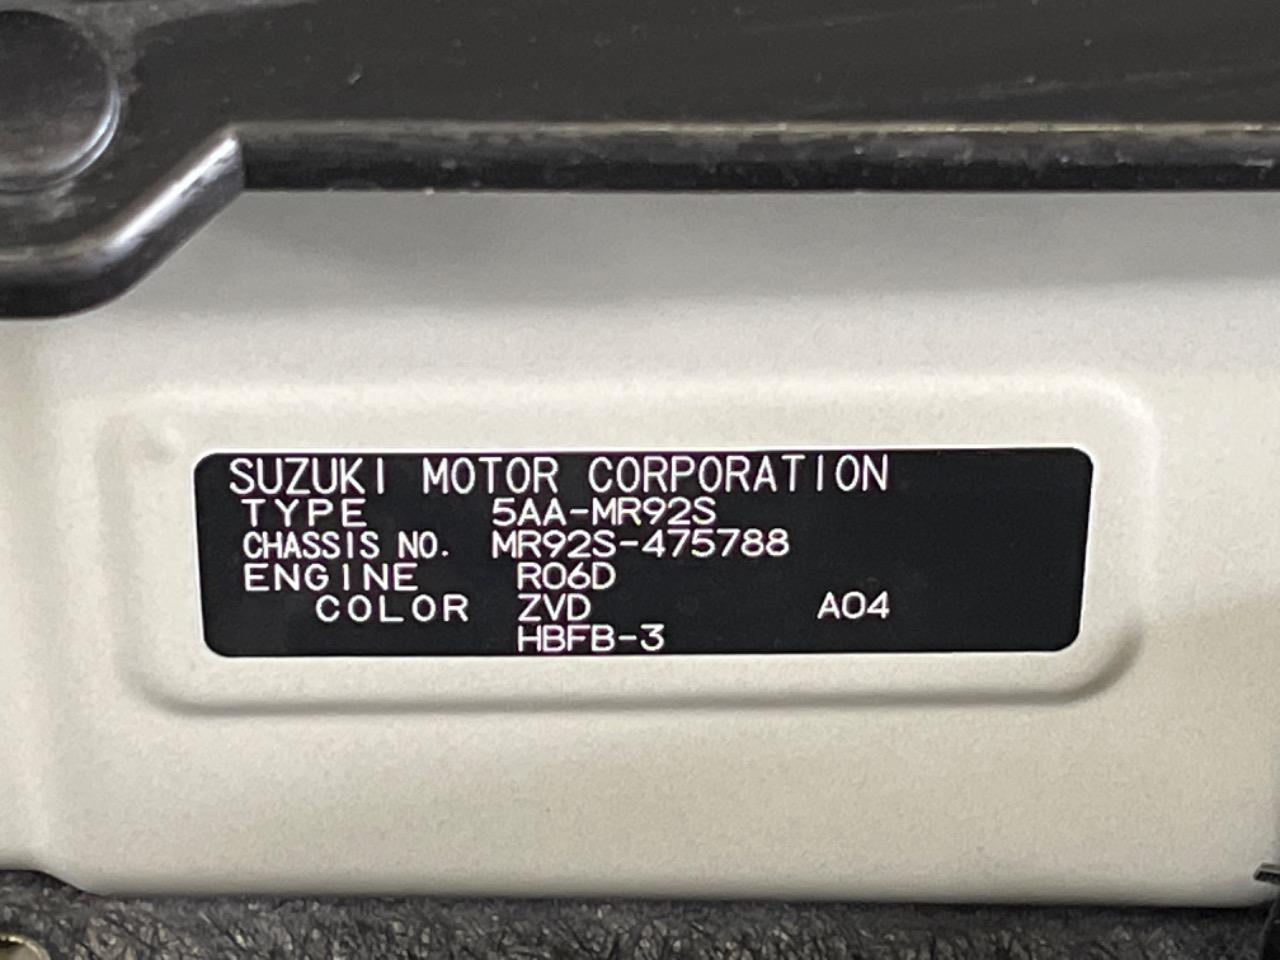 SUZUKI MOTOR CORPORATION
TYPE 5AA-MR92S
CHASSIS NO. MR92S-475788
ENGINE R06D
COLOR ZVD A04
HBFB-3